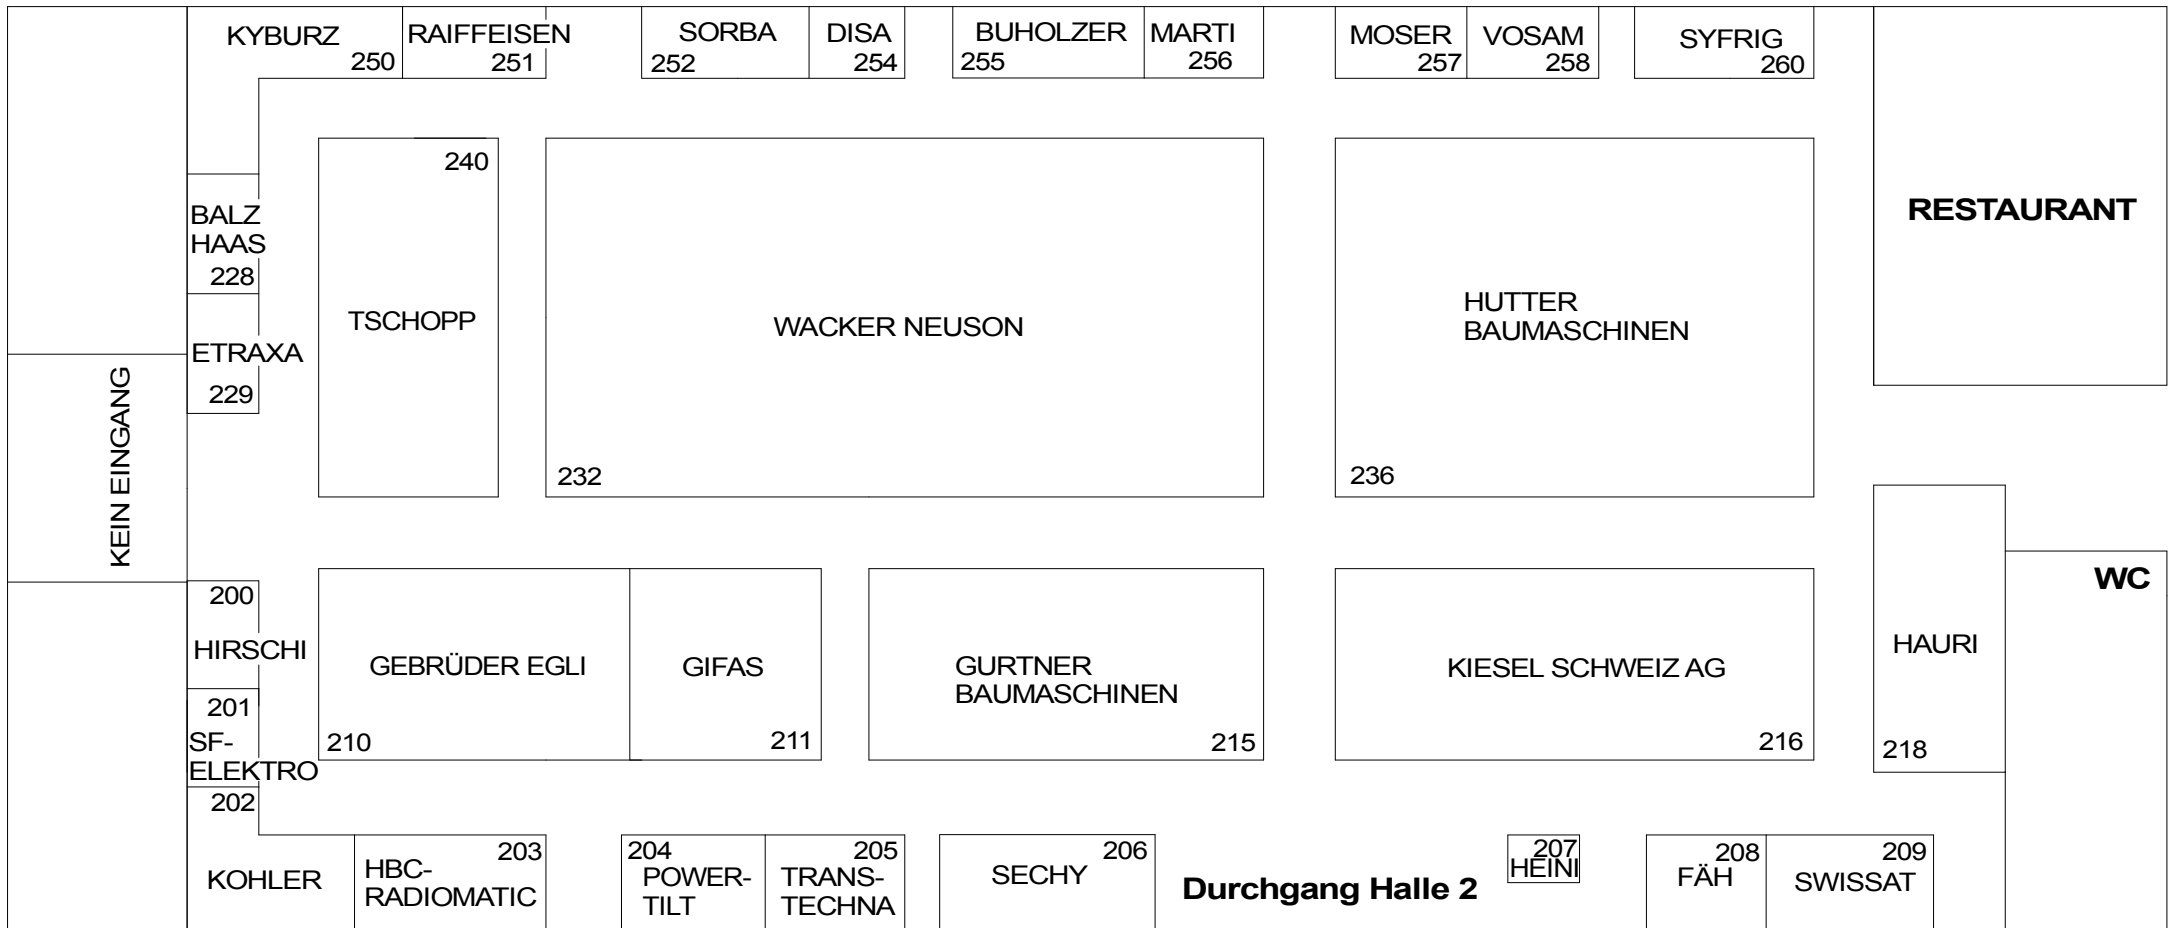 KYBURZ
250
RAIFFEISEN
251
SORBA
252
DISA
254
BUHOLZER
255
MARTI
256
MOSER
257
VOSAM
258
SYFRIG
260
240
TSCHOPP
BALZ
HAAS
228
ETRAXA
229
WACKER NEUSON
232
HUTTER
BAUMASCHINEN
236
RESTAURANT
KEIN EINGANG
200
HIRSCHI
201
SF-
ELEKTRO
202
KOHLER
GEBRÜDER EGLI
210
GIFAS
211
GURTNER
BAUMASCHINEN
215
KIESEL SCHWEIZ AG
216
HAURI
218
WC
203
HBC-
RADIOMATIC
204
POWER-
TILT
205
TRANS-
TECHNA
206
SECHY
Durchgang Halle 2
207
HEINI
208
FÄH
209
SWISSAT